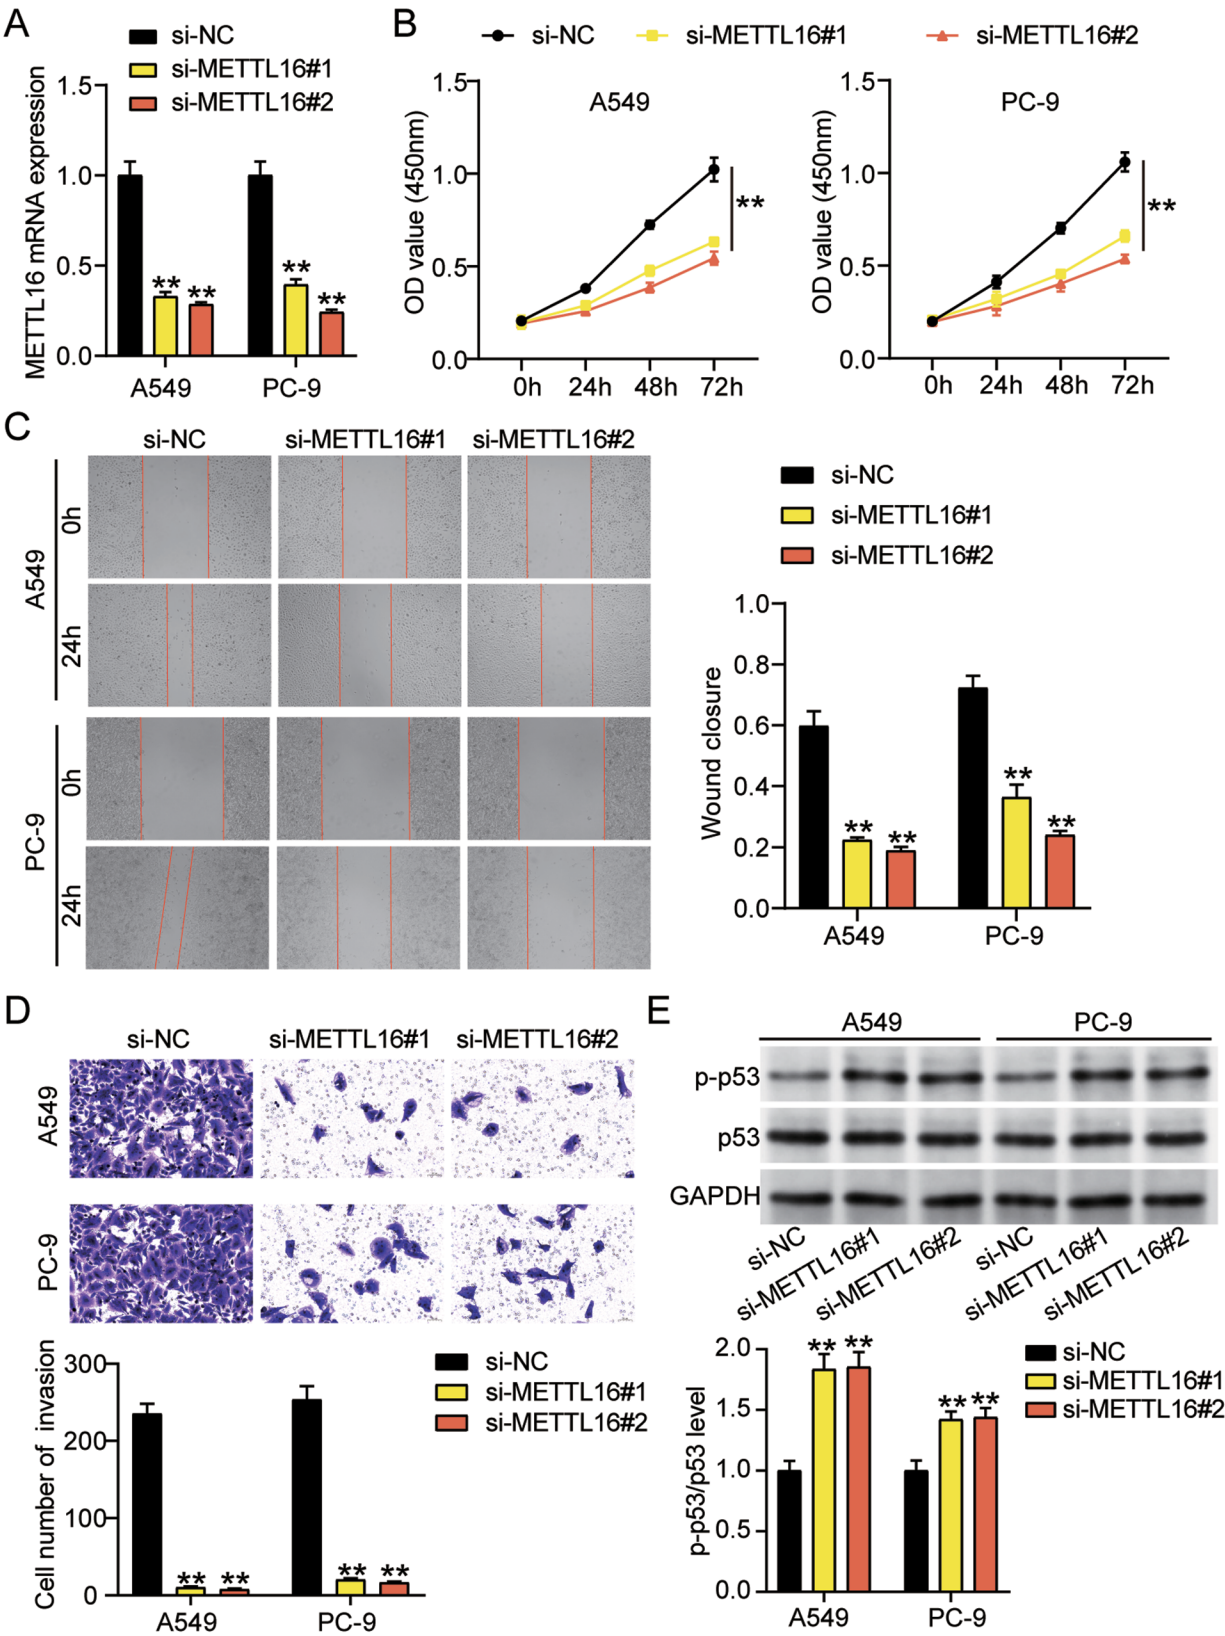 A
si-NC
si-METTL16#1
si-METTL16#2
METTL16 mRNA expression
1.5
1.0
0.5
0.0
** ** ** **
A549 PC-9
B
si-NC si-METTL16#1 si-METTL16#2
A549
OD value (450nm)
1.5
1.0
0.5
0.0
**
0h 24h 48h 72h
PC-9
OD value (450nm)
1.5
1.0
0.5
0.0
**
0h 24h 48h 72h
C
si-NC si-METTL16#1 si-METTL16#2
A549
0h
24h
PC-9
0h
24h
si-NC
si-METTL16#1
si-METTL16#2
Wound closure
1.0
0.8
0.6
0.4
0.2
0.0
** ** ** **
A549 PC-9
D
si-NC si-METTL16#1 si-METTL16#2
A549
PC-9
Cell number of invasion
300
200
100
0
** ** ** **
A549 PC-9
si-NC
si-METTL16#1
si-METTL16#2
E
A549 PC-9
p-p53
p53
GAPDH
si-NC si-METTL16#1 si-METTL16#2 si-NC si-METTL16#1 si-METTL16#2
p-p53/p53 level
2.0
1.5
1.0
0.5
0.0
** ** ** **
A549 PC-9
si-NC
si-METTL16#1
si-METTL16#2